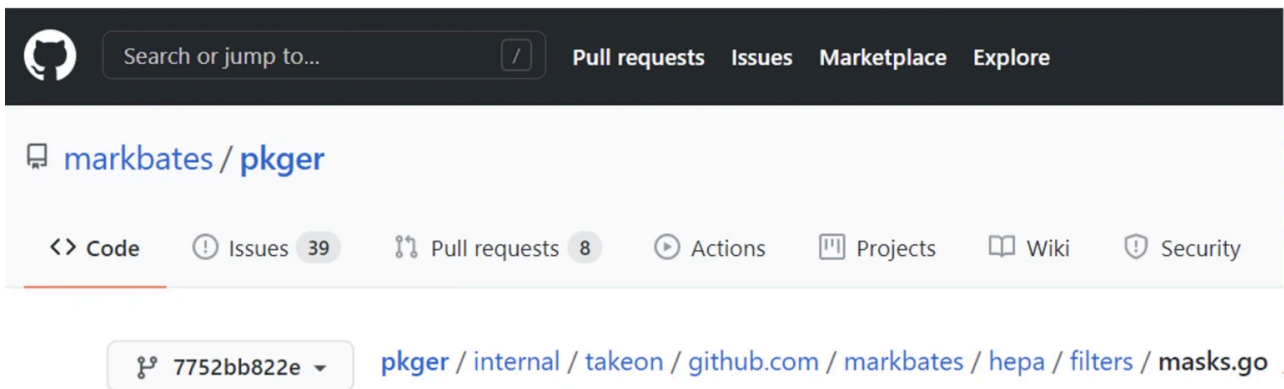 Search or jump to... / Pull requests Issues Marketplace Explore
markbates / pkger
<> Code Issues 39 Pull requests 8 Actions Projects Wiki Security
7752bb822e pkger / internal / takeon / github.com / markbates / hepa / filters / masks.go